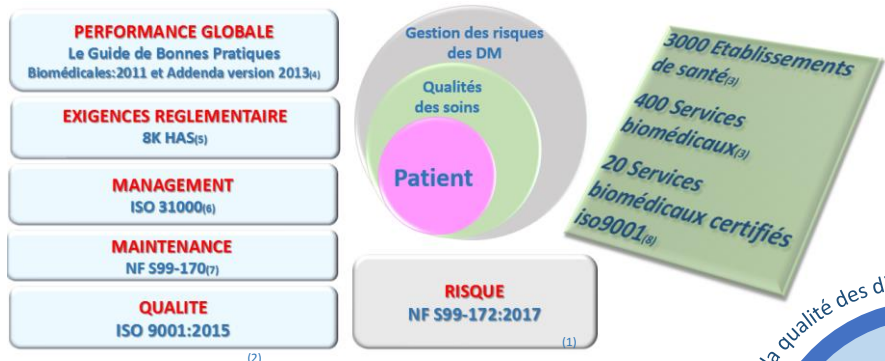 PERFORMANCE GLOBALE
Le Guide de Bonnes Pratiques
Biomédicales:2011 et Addenda version 2013(4)
EXIGENCES REGLEMENTAIRE
8K HAS(5)
MANAGEMENT
ISO 31000(6)
MAINTENANCE
NF S99-170(7)
QUALITE
ISO 9001:2015
(2)
Gestion des risques
des DM
Qualités
des soins
Patient
RISQUE
NF S99-172:2017
(1)
3000 Etablissements
de santé(3)
400 Services
biomédicaux(3)
20 Services
biomédicaux certifiés
iso9001(8)
la qualité des d